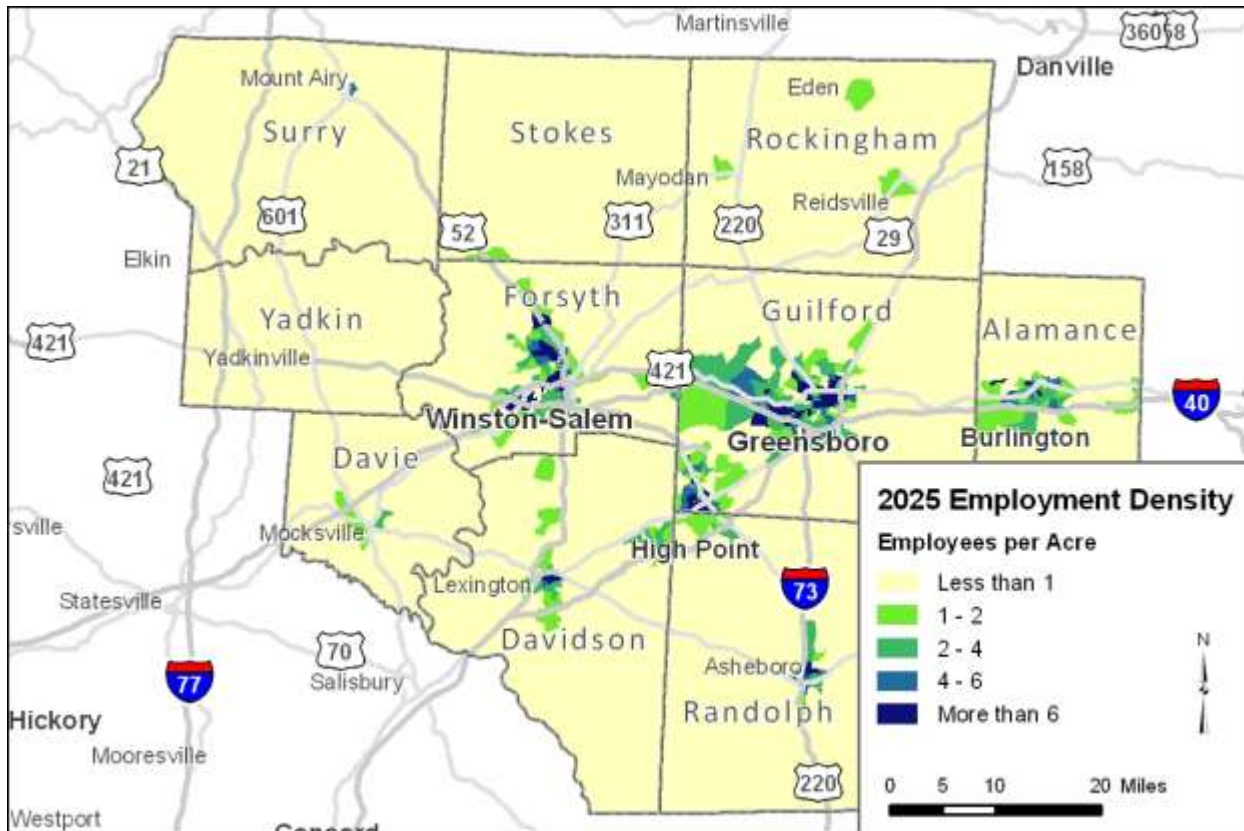 Martinsville
360
58
Danville
Mount Airy
Eden
Surry
Stokes
Rockingham
21
Mayodan
158
Reidsville
601
311
220
52
29
Elkin
Forsyth
Guilford
Yadkin
Alamance
421
Yadkinville
421
40
Winston-Salem
Greensboro
Burlington
Davie
421
Mocksville
High Point
Lexington
73
Statesville
Davidson
70
Asheboro
77
Salisbury
Randolph
Hickory
Mooresville
220
Westport
Concord
2025 Employment Density
Employees per Acre
Less than 1
1 - 2
2 - 4
4 - 6
More than 6
N
0 5 10 20 Miles